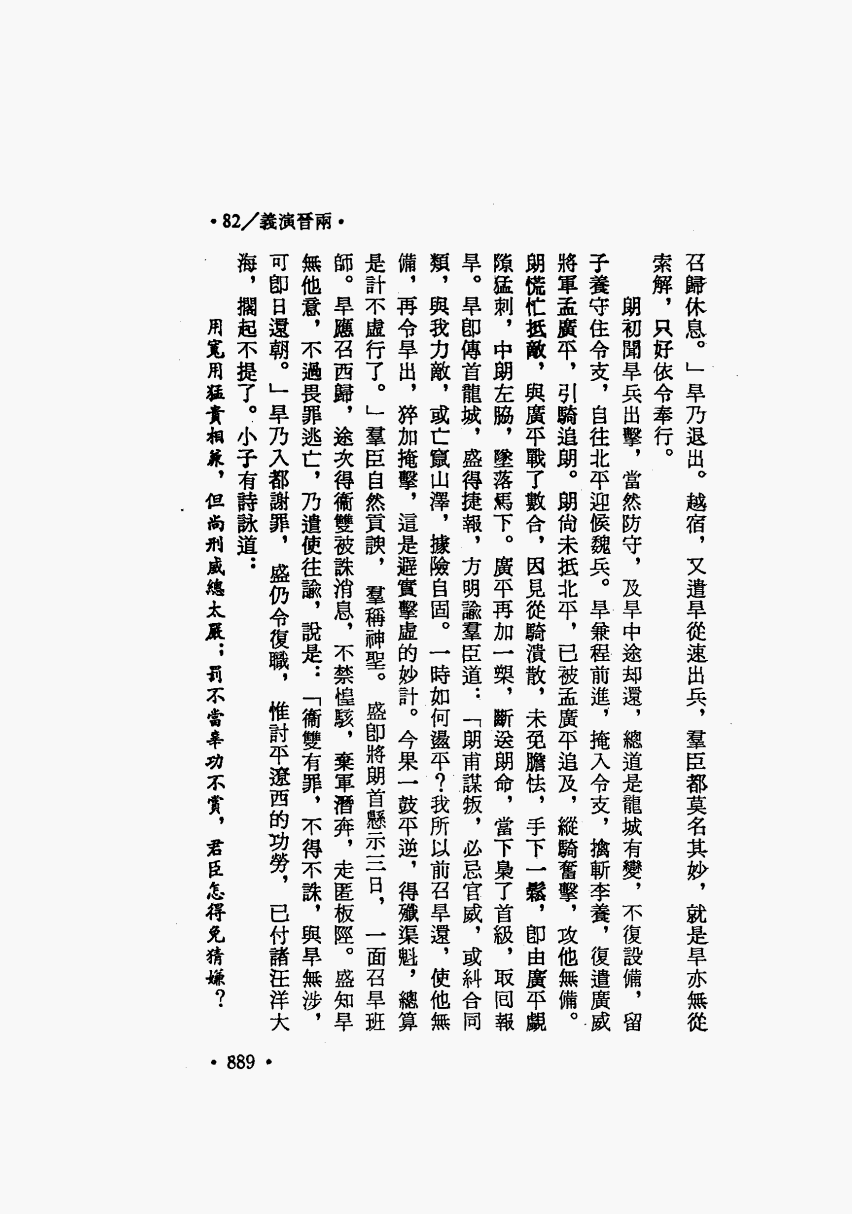 •82／義演晉兩•
召歸休息。」旱乃退出。越宿，又遣旱從速出兵，羣臣都莫名其妙，就是旱亦無從
索解，只好依令奉行。
朗初聞旱兵出擊，當然防守，及旱中途却還，總道是龍城有變，不復設備，留
子養守住令支，自往北平迎候魏兵。旱兼程前進，掩入令支，擒斬李養，復遣廣威
將軍孟廣平，引騎追朗。朗尙未抵北平，已被孟廣平追及，縱騎奮擊，攻他無備。
朗慌忙抵敵，與廣平戰了數合，因見從騎潰散，未免膽怯，手下一鬆，卽由廣平覷
隙猛刺，中朗左脇，墜落馬下。廣平再加一槊，斷送朗命，當下梟了首級，取囘報
旱。旱卽傳首龍城，盛得捷報，方明諭羣臣道：「朗甫謀叛，必忌官威，或糾合同
類，與我力敵，或亡竄山澤，據險自固。一時如何盪平？我所以前召旱還，使他無
備，再令旱出，猝加掩擊，這是避實擊虛的妙計。今果一鼓平逆，得殲渠魁，總算
是計不虛行了。」羣臣自然貢諛，羣稱神聖。盛卽將朗首懸示三日，一面召旱班
師。旱應召西歸，途次得衞雙被誅消息，不禁惶駭，棄軍潛奔，走匿板陘。盛知旱
無他意，不過畏罪逃亡，乃遣使往諭，說是：「衞雙有罪，不得不誅，與旱無涉，
可卽日還朝。」旱乃入都謝罪，盛仍令復職，惟討平遼西的功勞，已付諸汪洋大
海，擱起不提了。小子有詩詠道：
用寬用猛貴相兼，但尚刑威總太嚴；罰不當辜功不賞，君臣怎得免猜嫌？
•889•